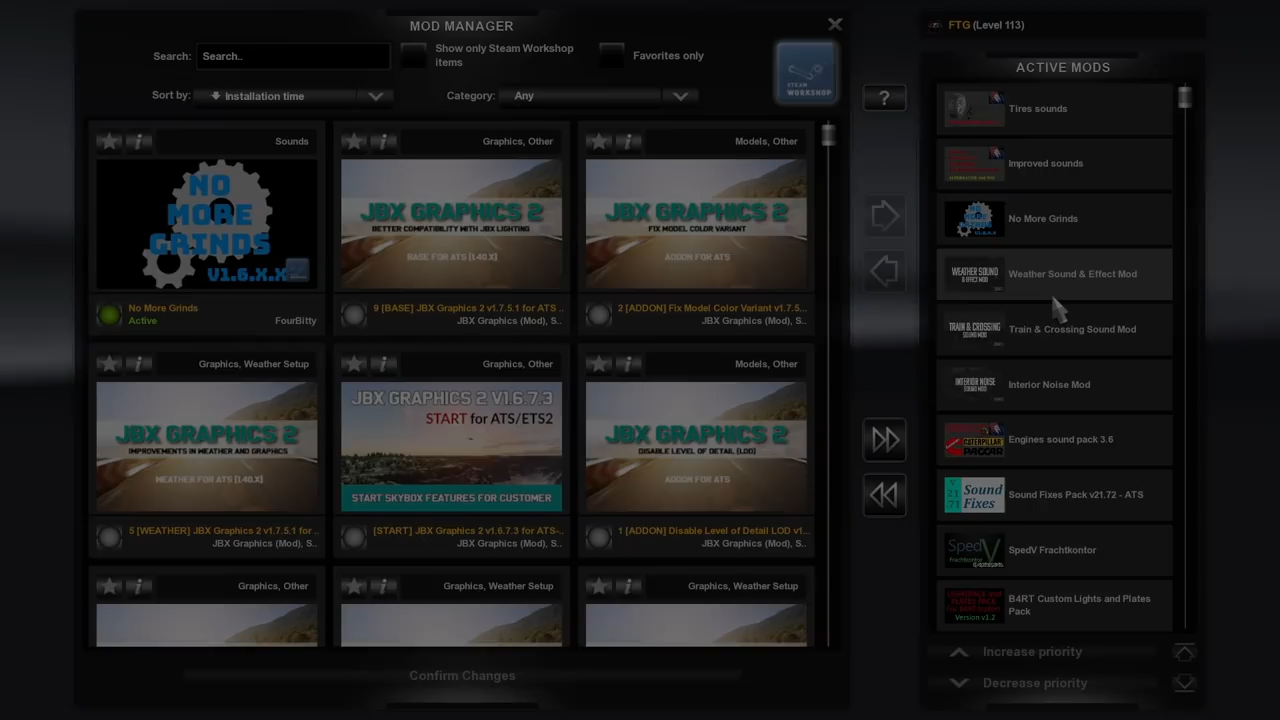 MOD MANAGER
Search:
Search..
Show only Steam Workshop
items
Favorites only
STEAM
WORKSHOP
Sort by:
Installation time
Category:
Any
Sounds
NO
MORE
GRINDS
V1.6.X.X
No More Grinds
Active
FourBitty
Graphics, Other
JBX GRAPHICS 2
BETTER COMPATIBILITY WITH JBX LIGHTING
BASE FOR ATS [1.40.X]
9 [BASE] JBX Graphics 2 v1.7.5.1 for ATS ..
JBX Graphics (Mod), S..
Models, Other
JBX GRAPHICS 2
FIX MODEL COLOR VARIANT
ADDON FOR ATS
2 [ADDON] Fix Model Color Variant v1.7.5...
JBX Graphics (Mod), S..
Graphics, Weather Setup
JBX GRAPHICS 2
IMPROVEMENTS IN WEATHER AND GRAPHICS
WEATHER FOR ATS [1.40.X]
5 [WEATHER] JBX Graphics 2 v1.7.5.1 for ..
JBX Graphics (Mod), S..
Graphics, Other
JBX GRAPHICS 2 V1.6.7.3
START for ATS/ETS2
START SKYBOX FEATURES FOR CUSTOMER
[START] JBX Graphics 2 v1.6.7.3 for ATS-..
JBX Graphics (Mod), S..
Models, Other
JBX GRAPHICS 2
DISABLE LEVEL OF DETAIL (LOD)
ADDON FOR ATS
1 [ADDON] Disable Level of Detail LOD v1...
JBX Graphics (Mod), S..
Graphics, Other
Graphics, Weather Setup
Graphics, Weather Setup
Confirm Changes
?
FTG (Level 113)
ACTIVE MODS
Tires sounds
Improved sounds
No More Grinds
WEATHER SOUND
& EFFECT MOD
Weather Sound & Effect Mod
TRAIN & CROSSING
SOUND MOD
Train & Crossing Sound Mod
INTERIOR NOISE
SOUND MOD
Interior Noise Mod
CATERPILLAR
PACCAR
Engines sound pack 3.6
Sound
Fixes
Sound Fixes Pack v21.72 - ATS
SpedV
Frachtkontor
SpedV Frachtkontor
Version v1.2
B4RT Custom Lights and Plates
Pack
Increase priority
Decrease priority